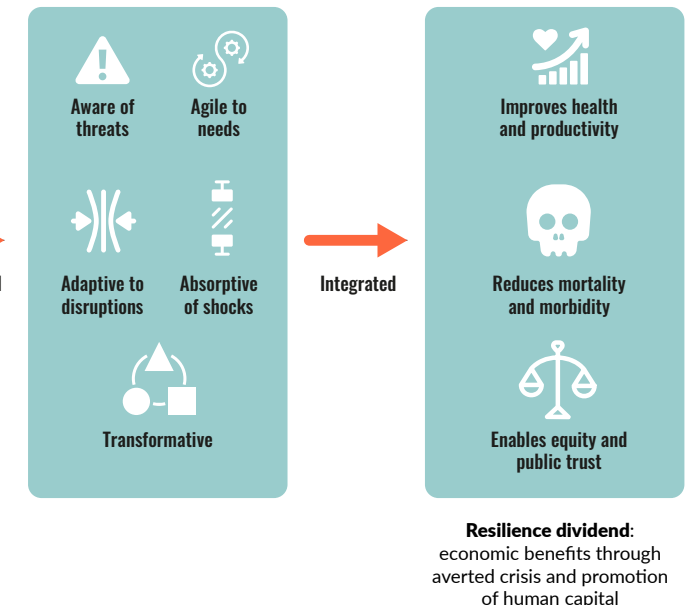 Aware of
threats
Agile to
needs
Adaptive to
disruptions
Absorptive
of shocks
Transformative
Integrated
Improves health
and productivity
Reduces mortality
and morbidity
Enables equity and
public trust
Resilience dividend:
economic benefits through
averted crisis and promotion
of human capital